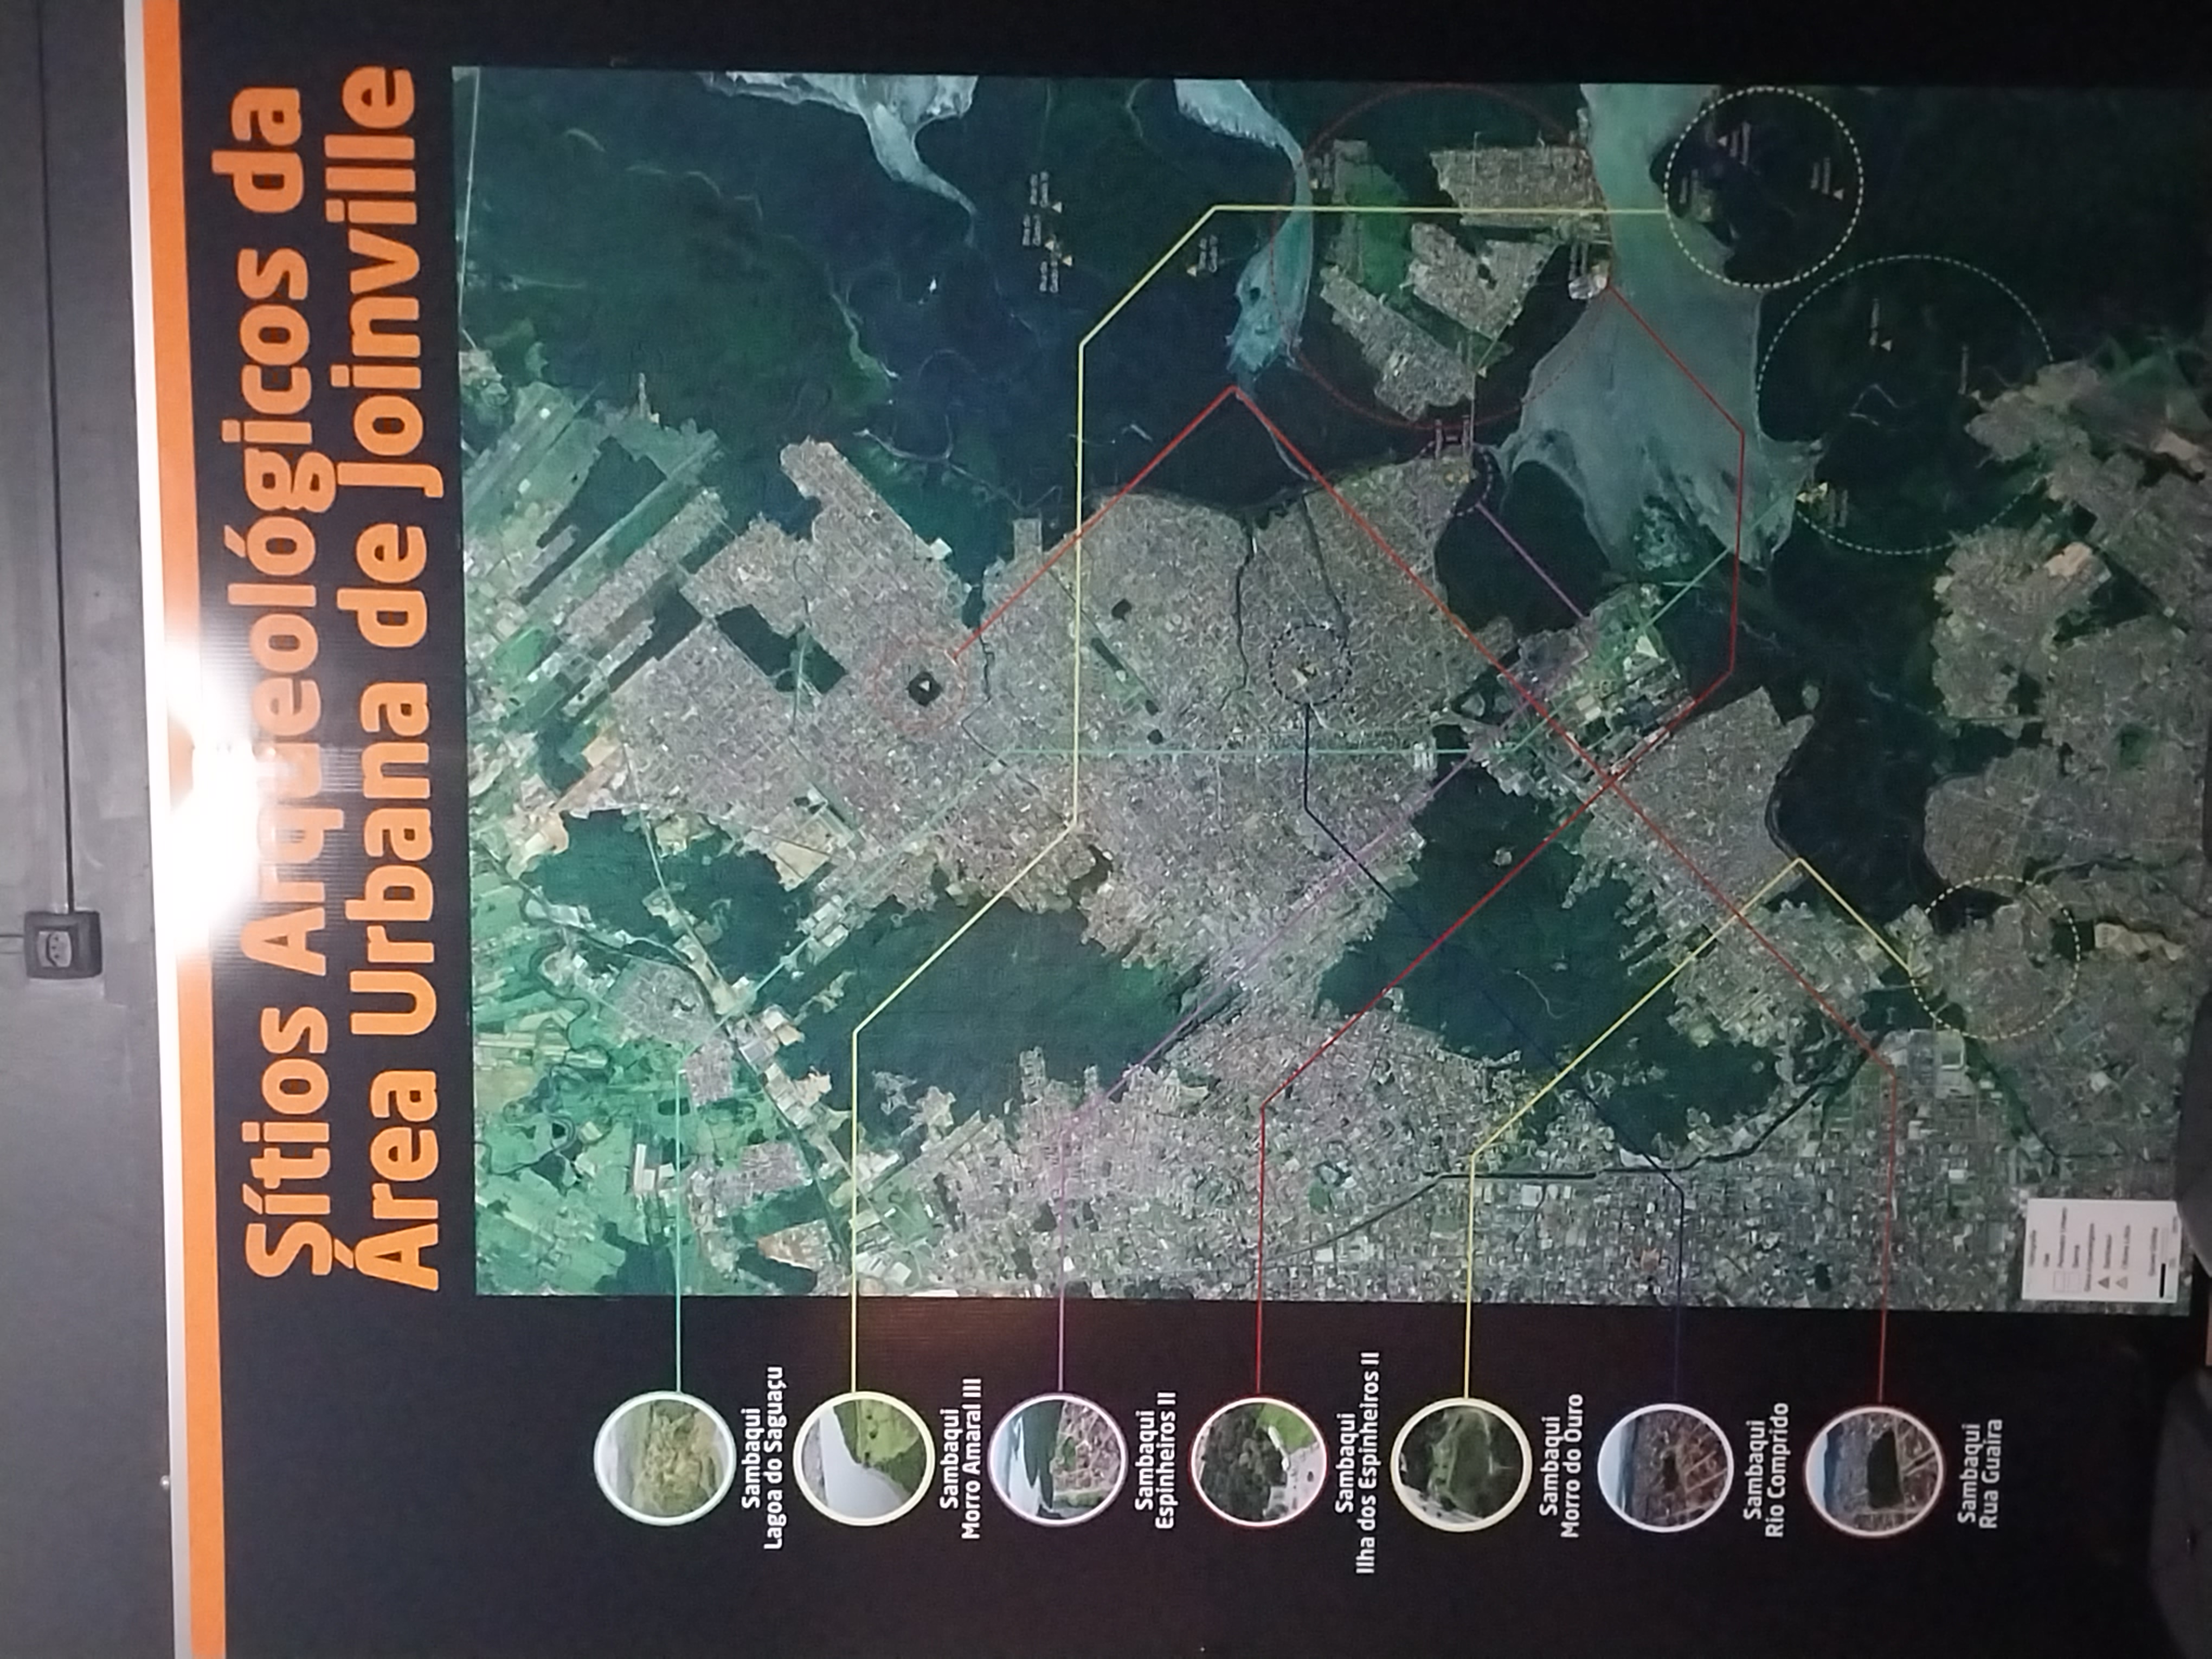 Sítios Arqueológicos da
Área Urbana de Joinville
Sambaqui
Lagoa do Saguaçu
Sambaqui
Morro Amaral III
Sambaqui
Espinheiros II
Sambaqui
Ilha dos Espinheiros II
Sambaqui
Morro do Ouro
Sambaqui
Rio Comprido
Sambaqui
Rua Guaira